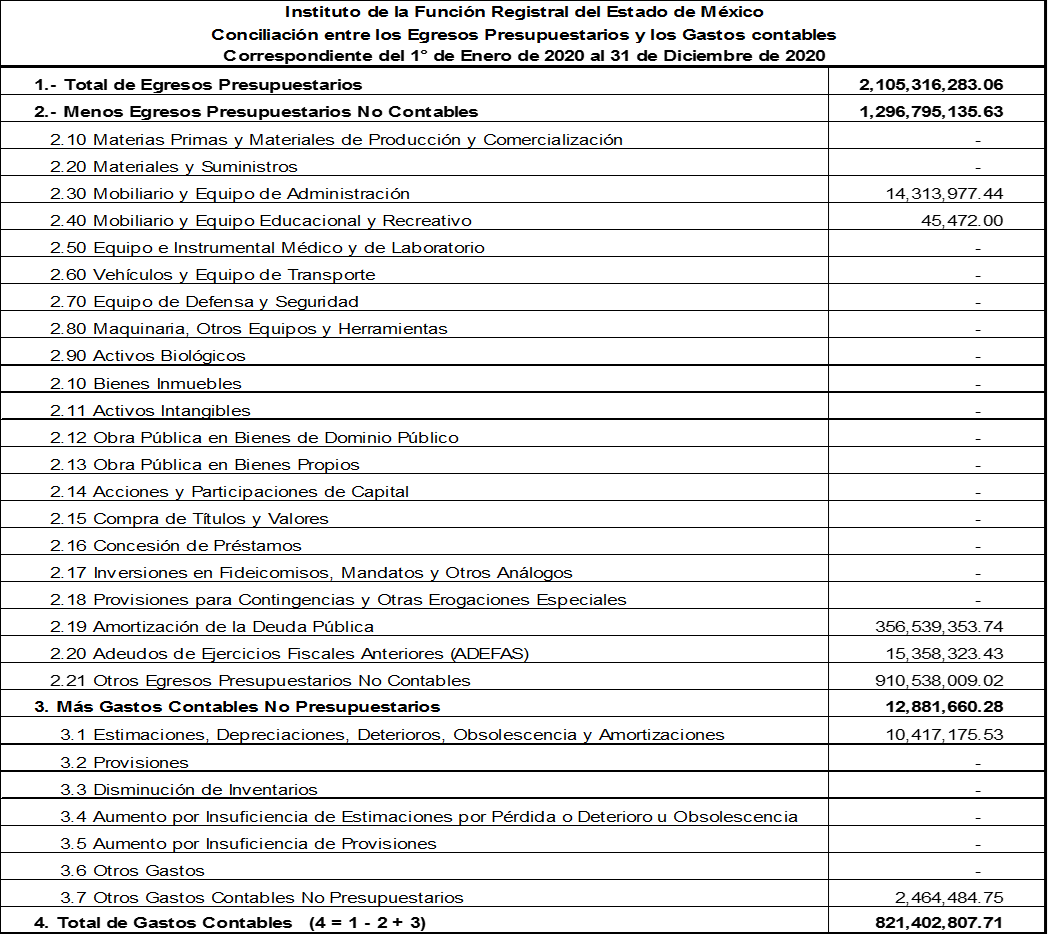 Instituto de la Función Registral del Estado de México
Conciliación entre los Egresos Presupuestarios y los Gastos contables
Correspondiente del 1° de Enero de 2020 al 31 de Diciembre de 2020
1.- Total de Egresos Presupuestarios 2,105,316,283.06
2.- Menos Egresos Presupuestarios No Contables 1,296,795,135.63
2.10 Materias Primas y Materiales de Producción y Comercialización -
2.20 Materiales y Suministros -
2.30 Mobiliario y Equipo de Administración 14,313,977.44
2.40 Mobiliario y Equipo Educacional y Recreativo 45,472.00
2.50 Equipo e Instrumental Médico y de Laboratorio -
2.60 Vehículos y Equipo de Transporte -
2.70 Equipo de Defensa y Seguridad -
2.80 Maquinaria, Otros Equipos y Herramientas -
2.90 Activos Biológicos -
2.10 Bienes Inmuebles -
2.11 Activos Intangibles -
2.12 Obra Pública en Bienes de Dominio Público -
2.13 Obra Pública en Bienes Propios -
2.14 Acciones y Participaciones de Capital -
2.15 Compra de Títulos y Valores -
2.16 Concesión de Préstamos -
2.17 Inversiones en Fideicomisos, Mandatos y Otros Análogos -
2.18 Provisiones para Contingencias y Otras Erogaciones Especiales -
2.19 Amortización de la Deuda Pública 356,539,353.74
2.20 Adeudos de Ejercicios Fiscales Anteriores (ADEFAS) 15,358,323.43
2.21 Otros Egresos Presupuestarios No Contables 910,538,009.02
3. Más Gastos Contables No Presupuestarios 12,881,660.28
3.1 Estimaciones, Depreciaciones, Deterioros, Obsolescencia y Amortizaciones 10,417,175.53
3.2 Provisiones -
3.3 Disminución de Inventarios -
3.4 Aumento por Insuficiencia de Estimaciones por Pérdida o Deterioro u Obsolescencia -
3.5 Aumento por Insuficiencia de Provisiones -
3.6 Otros Gastos -
3.7 Otros Gastos Contables No Presupuestarios 2,464,484.75
4. Total de Gastos Contables (4 = 1 - 2 + 3) 821,402,807.71